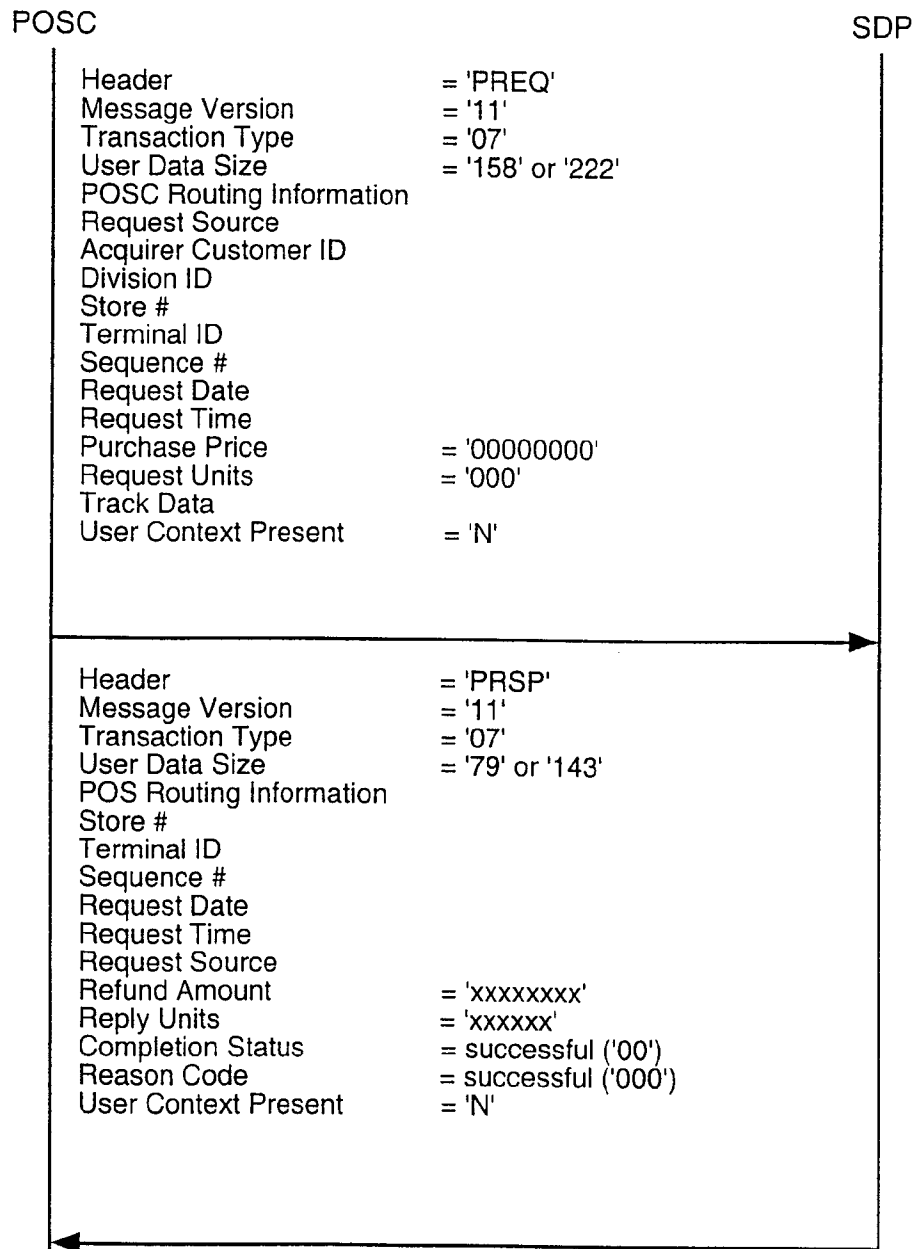 POSC SDP
Header = 'PREQ'
Message Version = '11'
Transaction Type = '07'
User Data Size = '158' or '222'
POSC Routing Information
Request Source
Acquirer Customer ID
Division ID
Store #
Terminal ID
Sequence #
Request Date
Request Time
Purchase Price = '00000000'
Request Units = '000'
Track Data
User Context Present = 'N'
Header = 'PRSP'
Message Version = '11'
Transaction Type = '07'
User Data Size = '79' or '143'
POS Routing Information
Store #
Terminal ID
Sequence #
Request Date
Request Time
Request Source
Refund Amount = 'xxxxxxxx'
Reply Units = 'xxxxxx'
Completion Status = successful ('00')
Reason Code = successful ('000')
User Context Present = 'N'